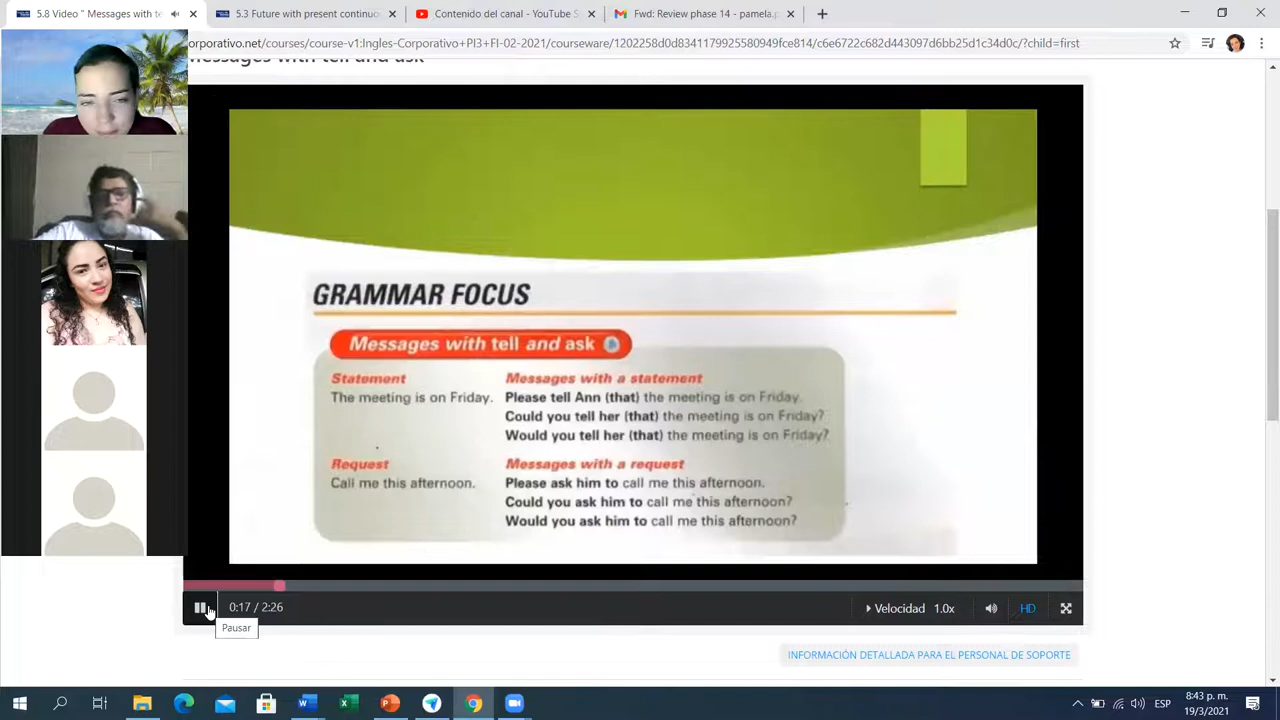 5.8 Video "Messages with te
5.3 Future with present continuo
Contenido del canal - YouTube S
Fwd: Review phase 14 - pamela.p
orporativo.net/courses/course-v1:Ingles-Corporativo+PI3+FI-02-2021/courseware/1202258d0d8341179925580949fce814/c6e6732c682d443097d6bb25d1c34d0c/?child=first
Messages with tell and ask
GRAMMAR FOCUS
Messages with tell and ask
Statement
Messages with a statement
The meeting is on Friday.
Please tell Ann (that) the meeting is on Friday.
Could you tell her (that) the meeting is on Friday?
Would you tell her (that) the meeting is on Friday?
Request
Messages with a request
Call me this afternoon.
Please ask him to call me this afternoon.
Could you ask him to call me this afternoon?
Would you ask him to call me this afternoon?
0:17 / 2:26
Velocidad 1.0x
HD
Pausar
INFORMACIÓN DETALLADA PARA EL PERSONAL DE SOPORTE
ESP
8:43 p. m.
19/3/2021